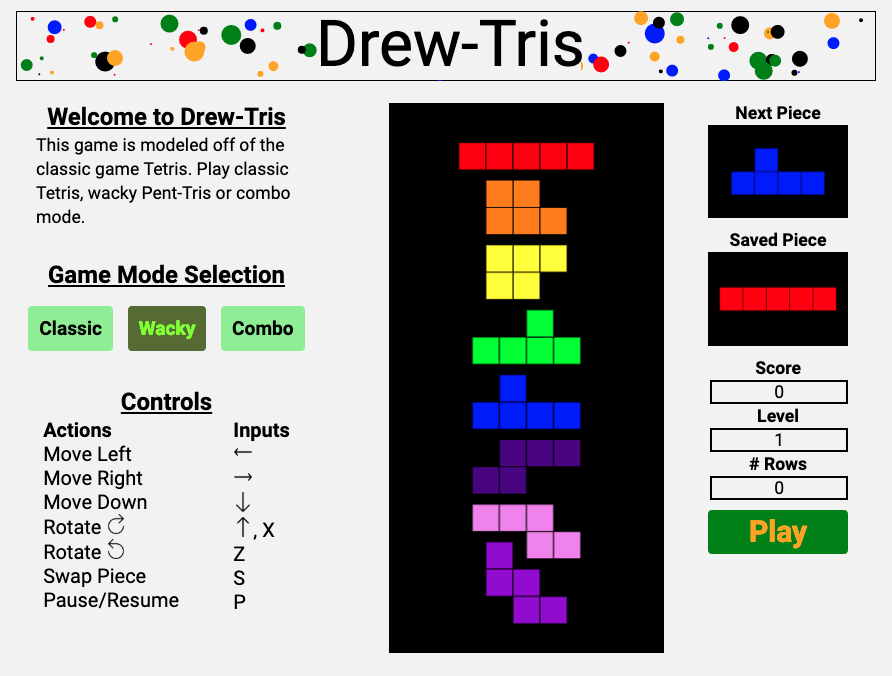 Drew-Tris
Welcome to Drew-Tris
This game is modeled off of the
classic game Tetris. Play classic
Tetris, wacky Pent-Tris or combo
mode.
Game Mode Selection
Classic Wacky Combo
Controls
Actions Inputs
Move Left ←
Move Right →
Move Down ↓
Rotate ↻ ↑, X
Rotate ↺ Z
Swap Piece S
Pause/Resume P
Next Piece
Saved Piece
Score
0
Level
1
# Rows
0
Play